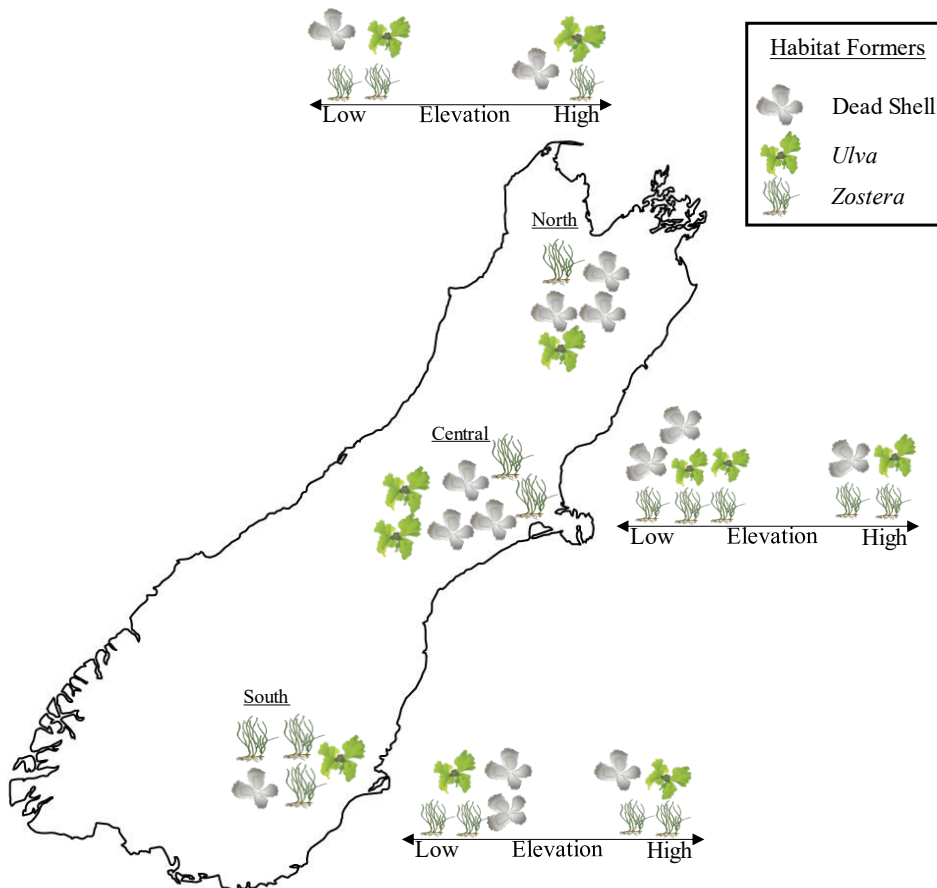 Habitat Formers
Dead Shell
Ulva
Zostera
Low Elevation High
North
Central
Low Elevation High
South
Low Elevation High